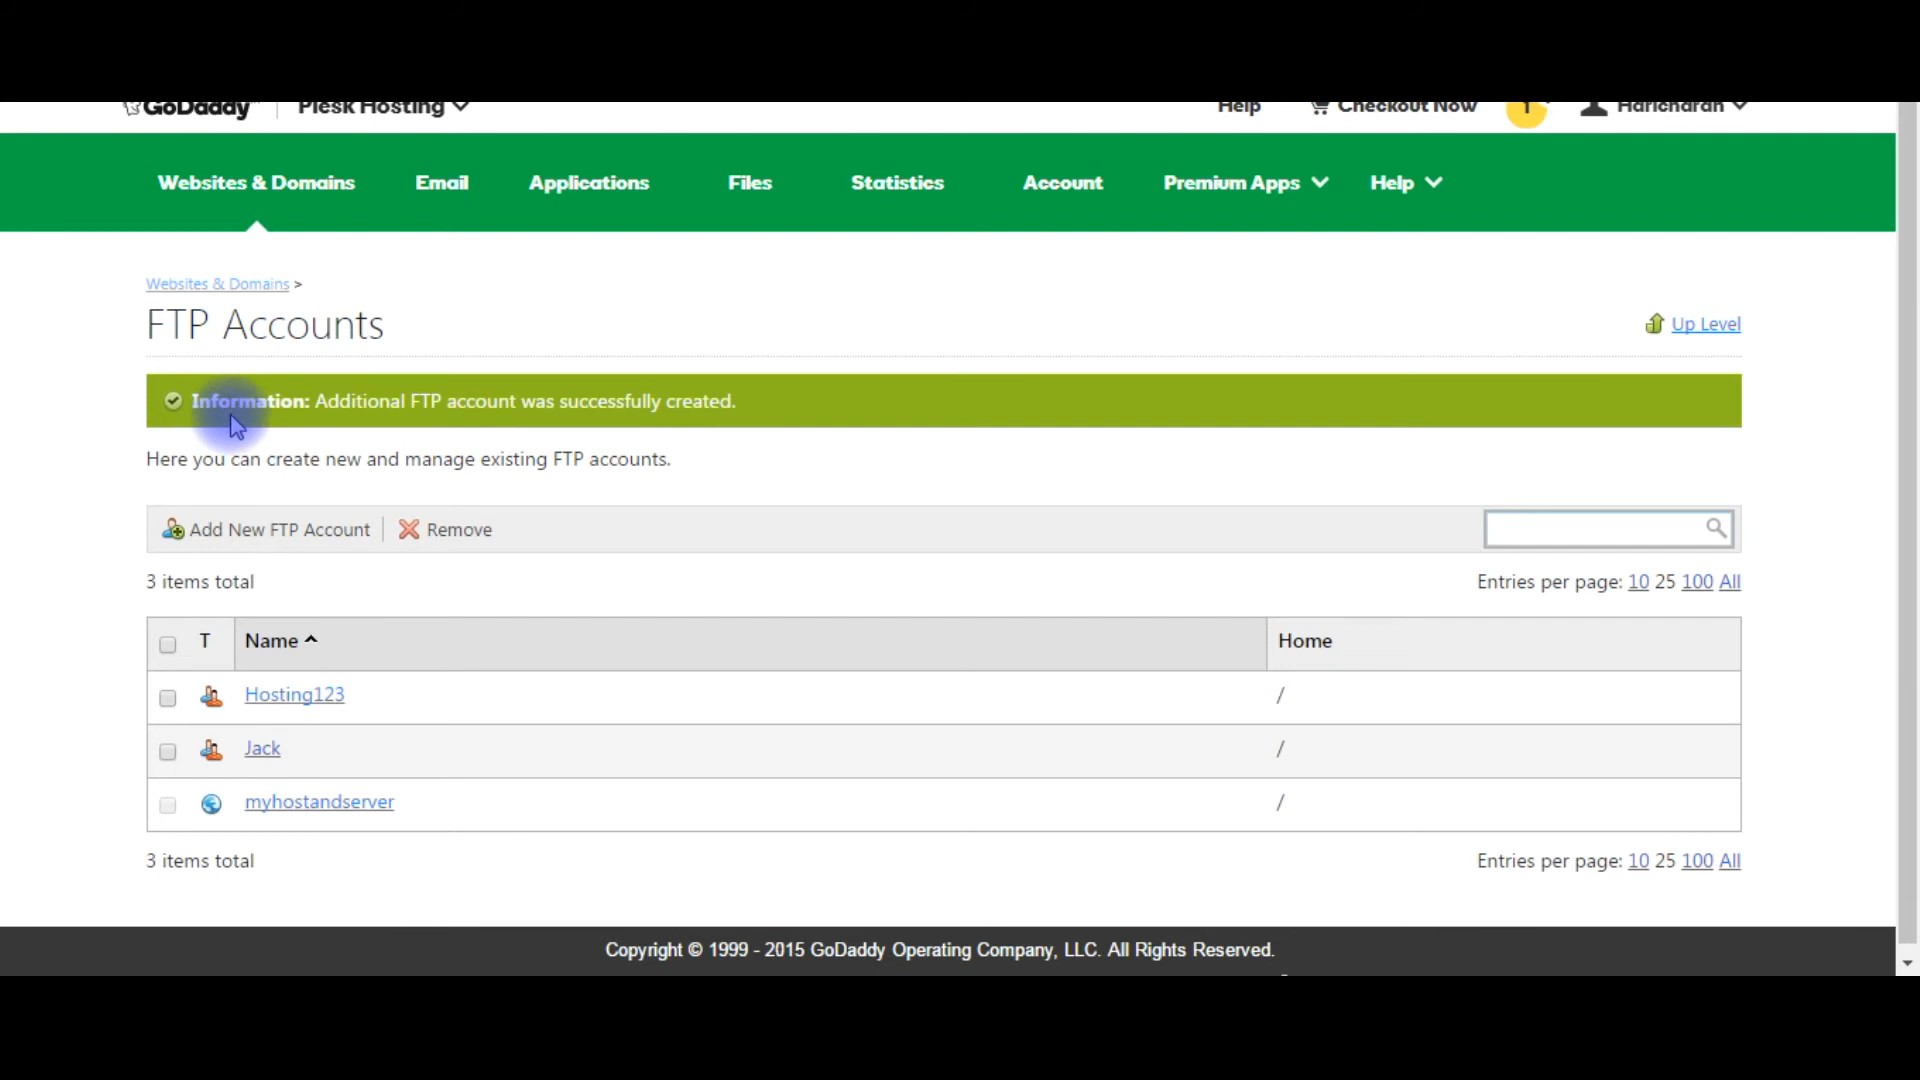 GoDaddy Plesk Hosting Help Checkout Now 1 Haricharan
Websites & Domains Email Applications Files Statistics Account Premium Apps Help
Websites & Domains >
FTP Accounts
Up Level
Information: Additional FTP account was successfully created.
Here you can create new and manage existing FTP accounts.
Add New FTP Account Remove
3 items total Entries per page: 10 25 100 All
T Name Home
Hosting123 /
Jack /
myhostandserver /
3 items total Entries per page: 10 25 100 All
Copyright © 1999 - 2015 GoDaddy Operating Company, LLC. All Rights Reserved.